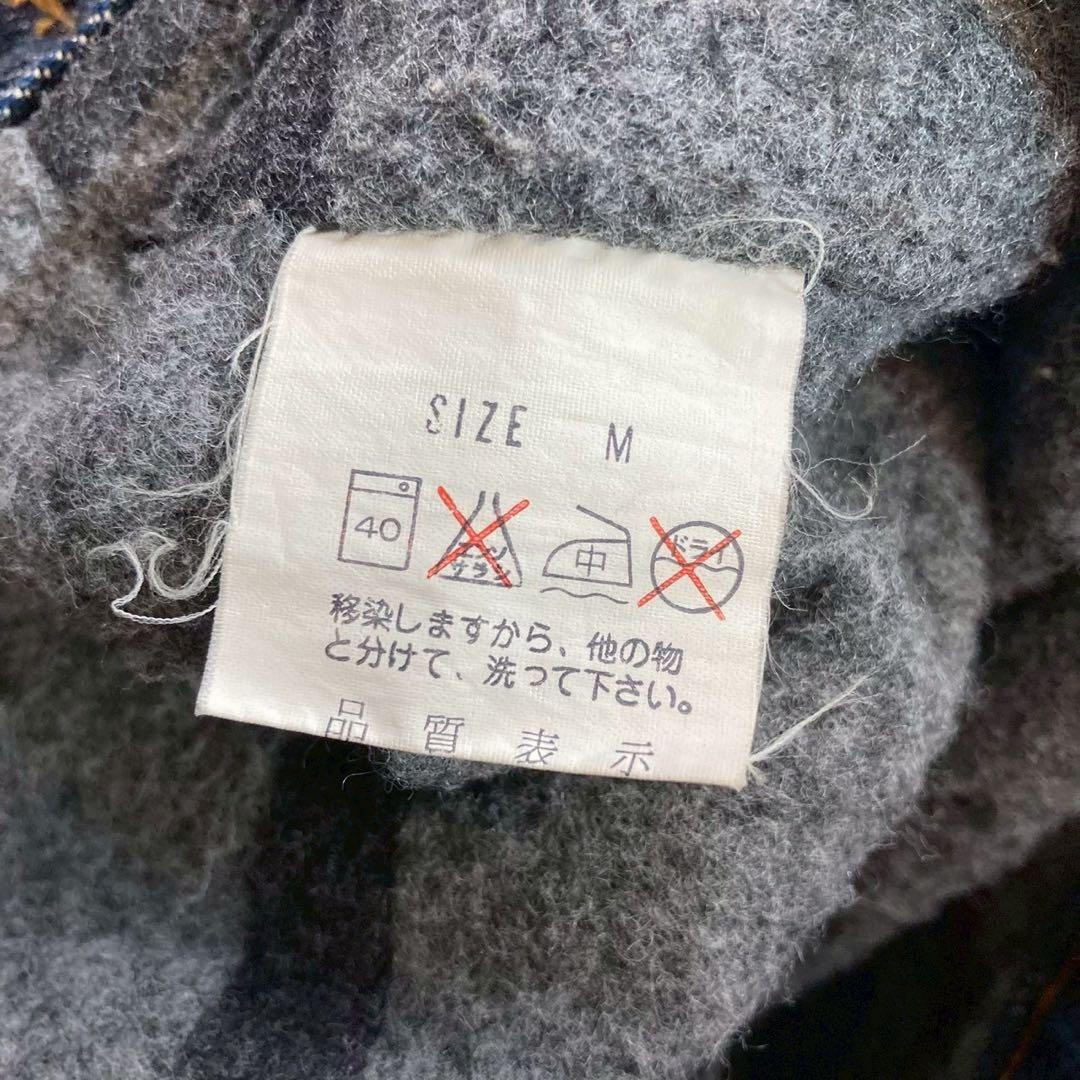 SIZE M
40
エンソ
サラシ
中
ドライ
移染しますから、他の物
と分けて、洗って下さい。
品質表示